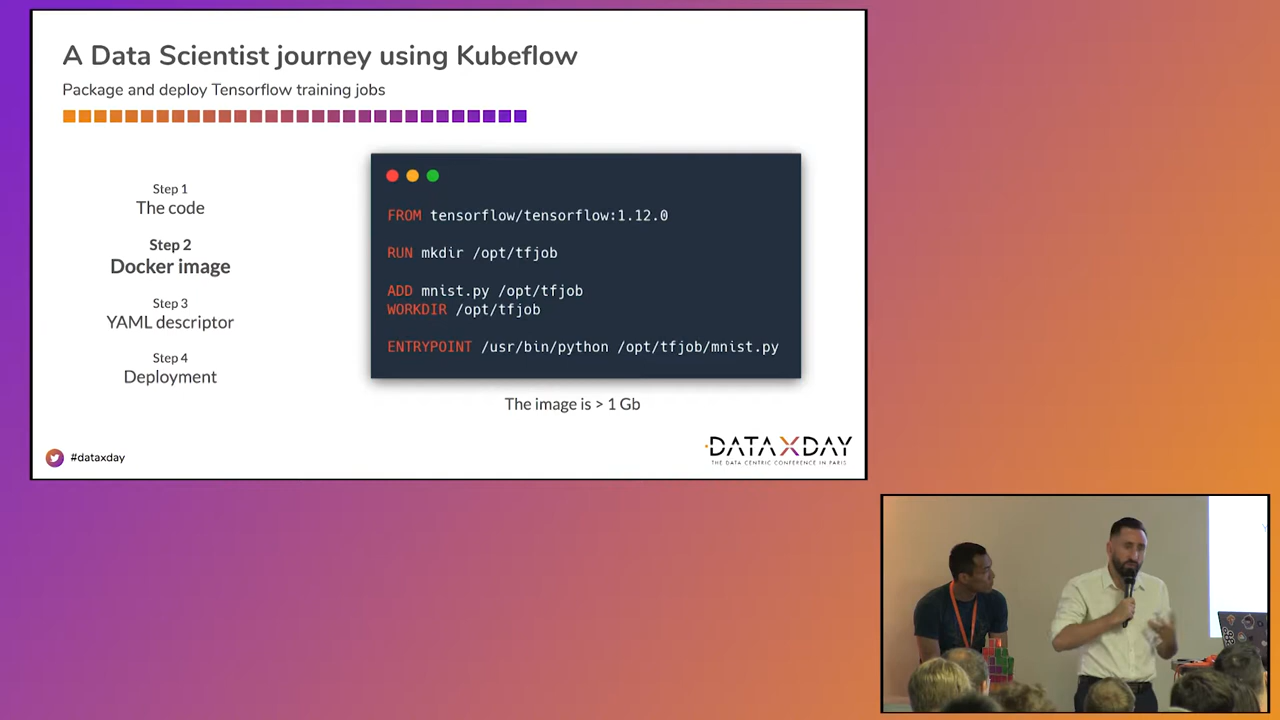 A Data Scientist journey using Kubeflow
Package and deploy Tensorflow training jobs
Step 1
The code
Step 2
Docker image
Step 3
YAML descriptor
Step 4
Deployment
FROM tensorflow/tensorflow:1.12.0
RUN mkdir /opt/tfjob
ADD mnist.py /opt/tfjob
WORKDIR /opt/tfjob
ENTRYPOINT /usr/bin/python /opt/tfjob/mnist.py
The image is > 1 Gb
#dataxday
DATAXDAY
THE DATA CENTRIC CONFERENCE IN PARIS